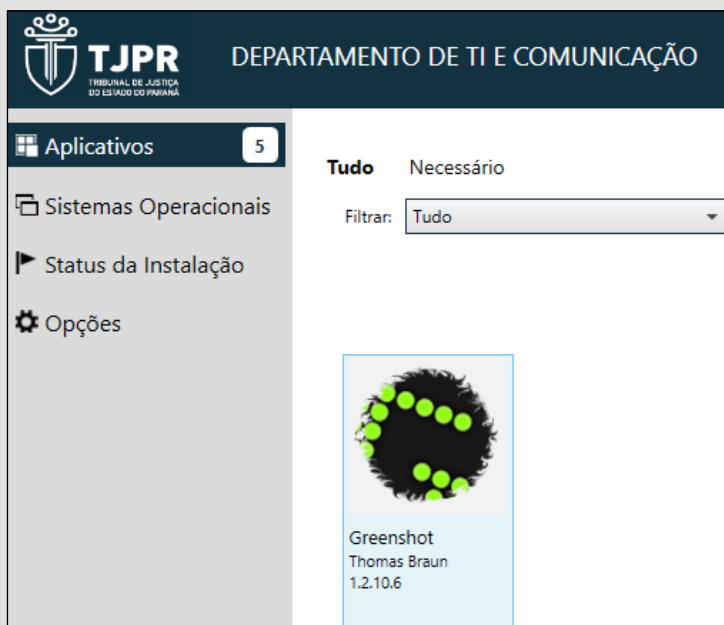 TJPR
TRIBUNAL DE JUSTIÇA
DO ESTADO DO PARANÁ
DEPARTAMENTO DE TI E COMUNICAÇÃO
Aplicativos 5
Sistemas Operacionais
Status da Instalação
Opções
Tudo Necessário
Filtrar: Tudo
Greenshot
Thomas Braun
1.2.10.6